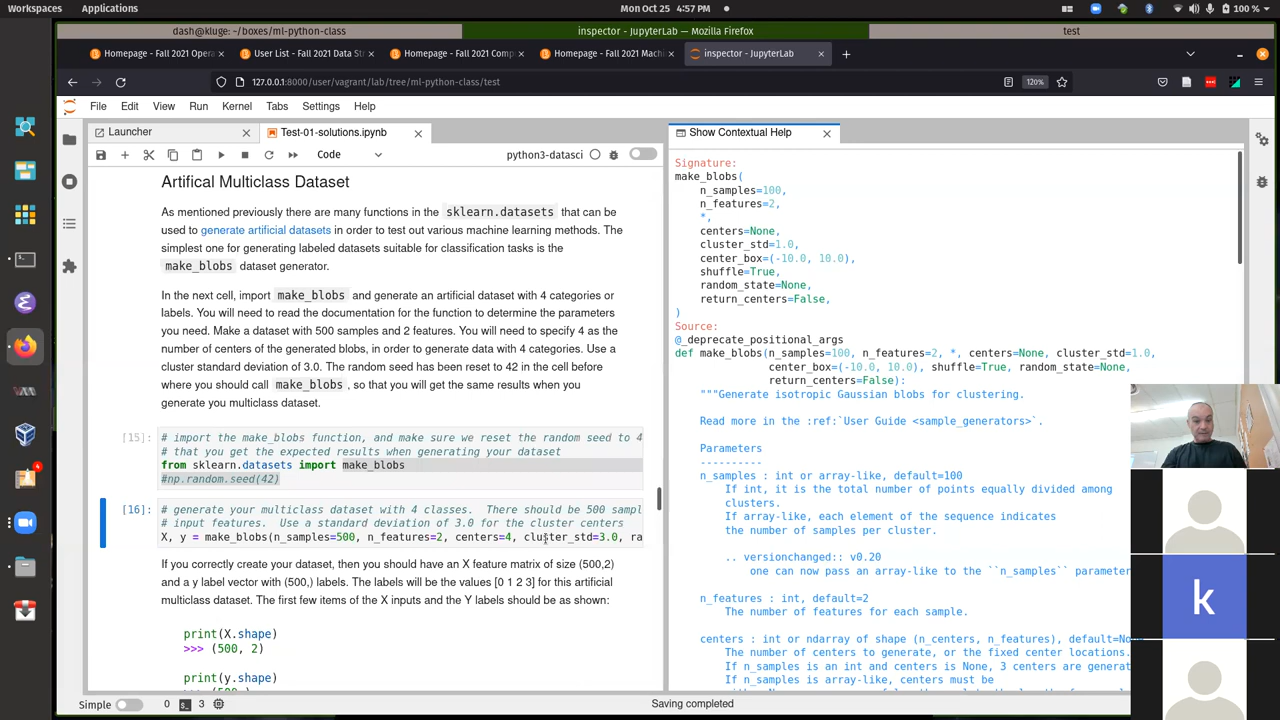 Workspaces Applications Mon Oct 25 4:57 PM 100 %
dash@kluge: ~/boxes/ml-python-class inspector - JupyterLab — Mozilla Firefox test
Homepage - Fall 2021 Opera User List - Fall 2021 Data St Homepage - Fall 2021 Comp Homepage - Fall 2021 Machi inspector - JupyterLab
127.0.0.1:8000/user/vagrant/lab/tree/ml-python-class/test 120%
File Edit View Run Kernel Tabs Settings Help
Launcher Test-01-solutions.ipynb
Code python3-datasci
Artifical Multiclass Dataset
As mentioned previously there are many functions in the sklearn.datasets that can be
used to generate artificial datasets in order to test out various machine learning methods. The
simplest one for generating labeled datasets suitable for classification tasks is the
make_blobs dataset generator.
In the next cell, import make_blobs and generate an artificial dataset with 4 categories or
labels. You will need to read the documentation for the function to determine the parameters
you need. Make a dataset with 500 samples and 2 features. You will need to specify 4 as the
number of centers of the generated blobs, in order to generate data with 4 categories. Use a
cluster standard deviation of 3.0. The random seed has been reset to 42 in the cell before
where you should call make_blobs , so that you will get the same results when you
generate you multiclass dataset.
[15]: # import the make_blobs function, and make sure we reset the random seed to 4
# that you get the expected results when generating your dataset
from sklearn.datasets import make_blobs
#np.random.seed(42)
[16]: # generate your multiclass dataset with 4 classes. There should be 500 sampl
# input features. Use a standard deviation of 3.0 for the cluster centers
X, y = make_blobs(n_samples=500, n_features=2, centers=4, cluster_std=3.0, ra
If you correctly create your dataset, then you should have an X feature matrix of size (500,2)
and a y label vector with (500,) labels. The labels will be the values [0 1 2 3] for this artificial
multiclass dataset. The first few items of the X inputs and the Y labels should be as shown:
print(X.shape)
>>> (500, 2)
print(y.shape)
>>> (500,)
Simple 0 3 Saving completed
Show Contextual Help
Signature:
make_blobs(
n_samples=100,
n_features=2,
*,
centers=None,
cluster_std=1.0,
center_box=(-10.0, 10.0),
shuffle=True,
random_state=None,
return_centers=False,
)
Source:
@_deprecate_positional_args
def make_blobs(n_samples=100, n_features=2, *, centers=None, cluster_std=1.0,
center_box=(-10.0, 10.0), shuffle=True, random_state=None,
return_centers=False):
"""Generate isotropic Gaussian blobs for clustering.
Read more in the :ref:`User Guide <sample_generators>`.
Parameters
----------
n_samples : int or array-like, default=100
If int, it is the total number of points equally divided among
clusters.
If array-like, each element of the sequence indicates
the number of samples per cluster.
.. versionchanged:: v0.20
one can now pass an array-like to the ``n_samples`` parameter
n_features : int, default=2
The number of features for each sample.
centers : int or ndarray of shape (n_centers, n_features), default=No
The number of centers to generate, or the fixed center locations.
If n_samples is an int and centers is None, 3 centers are generat
If n_samples is array-like, centers must be
k